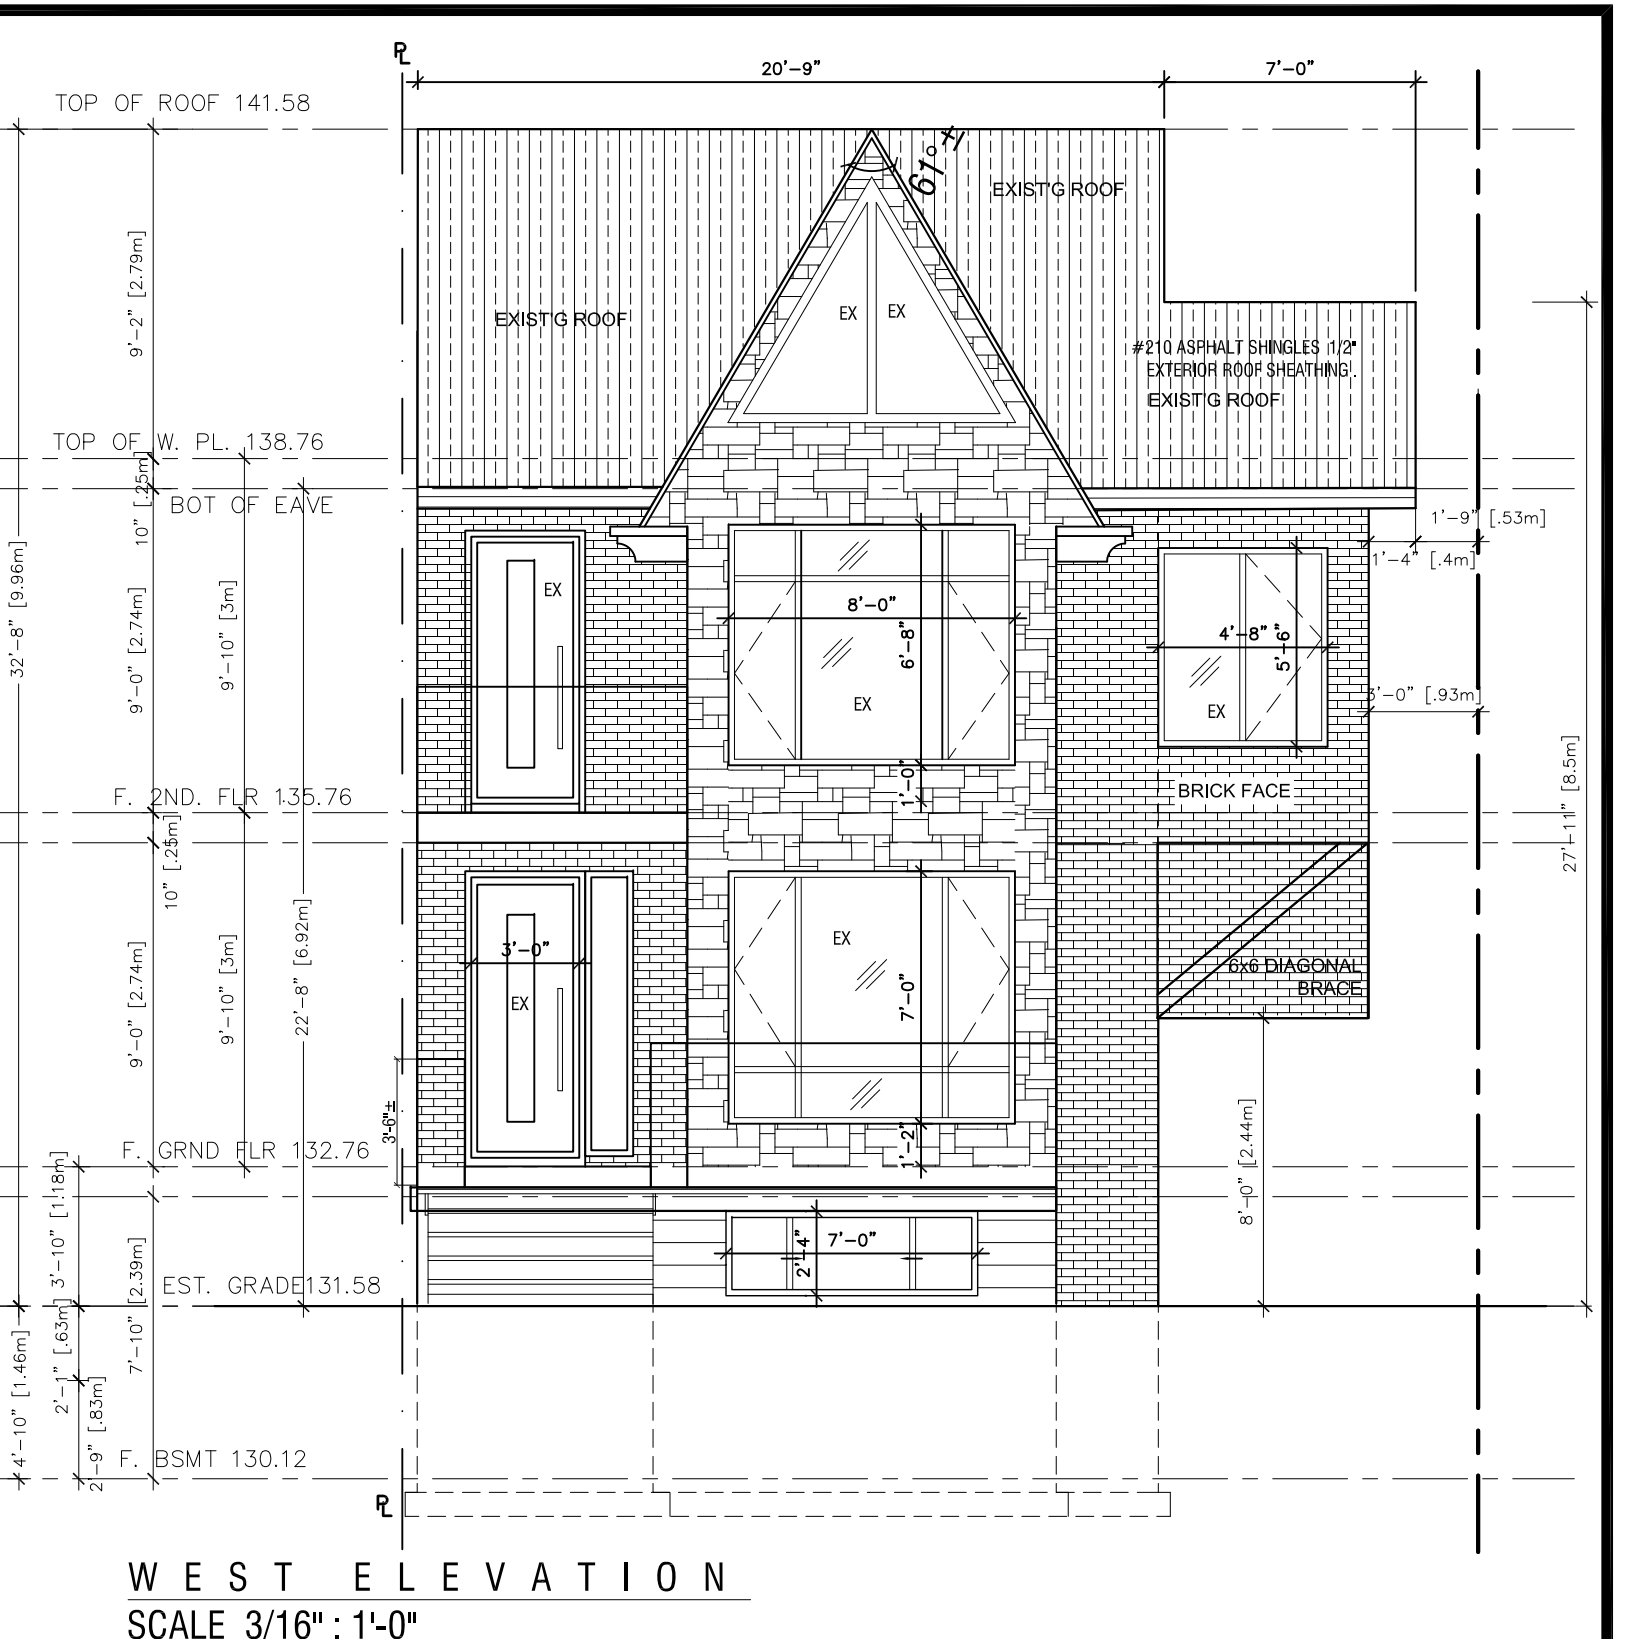 PL
20'-9"
7'-0"
TOP OF ROOF 141.58
61° ±
EXIST'G ROOF
9'-2" [2.79m]
EX
EX
EXIST'G ROOF
#210 ASPHALT SHINGLES 1/2"
EXTERIOR ROOF SHEATHING.
EXIST'G ROOF
TOP OF W. PL. 138.76
10" [.25m]
BOT OF EAVE
1'-9" [.53m]
1'-4" [.4m]
32'-8" [9.96m]
9'-0" [2.74m]
9'-10" [3m]
EX
8'-0"
6'-8"
EX
4'-8"
5'-6"
EX
3'-0" [.93m]
F. 2ND. FLR 135.76
1'-0"
BRICK FACE
27'-11" [8.5m]
10" [.25m]
9'-0" [2.74m]
9'-10" [3m]
22'-8" [6.92m]
3'-0"
EX
EX
7'-0"
6x6 DIAGONAL
BRACE
3'-6"±
F. GRND FLR 132.76
1'-2"
8'-0" [2.44m]
3'-10" [1.18m]
7'-10" [2.39m]
2'-4"
7'-0"
EST. GRADE131.58
4'-10" [1.46m]
2'-1" [.63m]
2'-9" [.83m]
F. BSMT 130.12
PL
WEST ELEVATION
SCALE 3/16" : 1'-0"